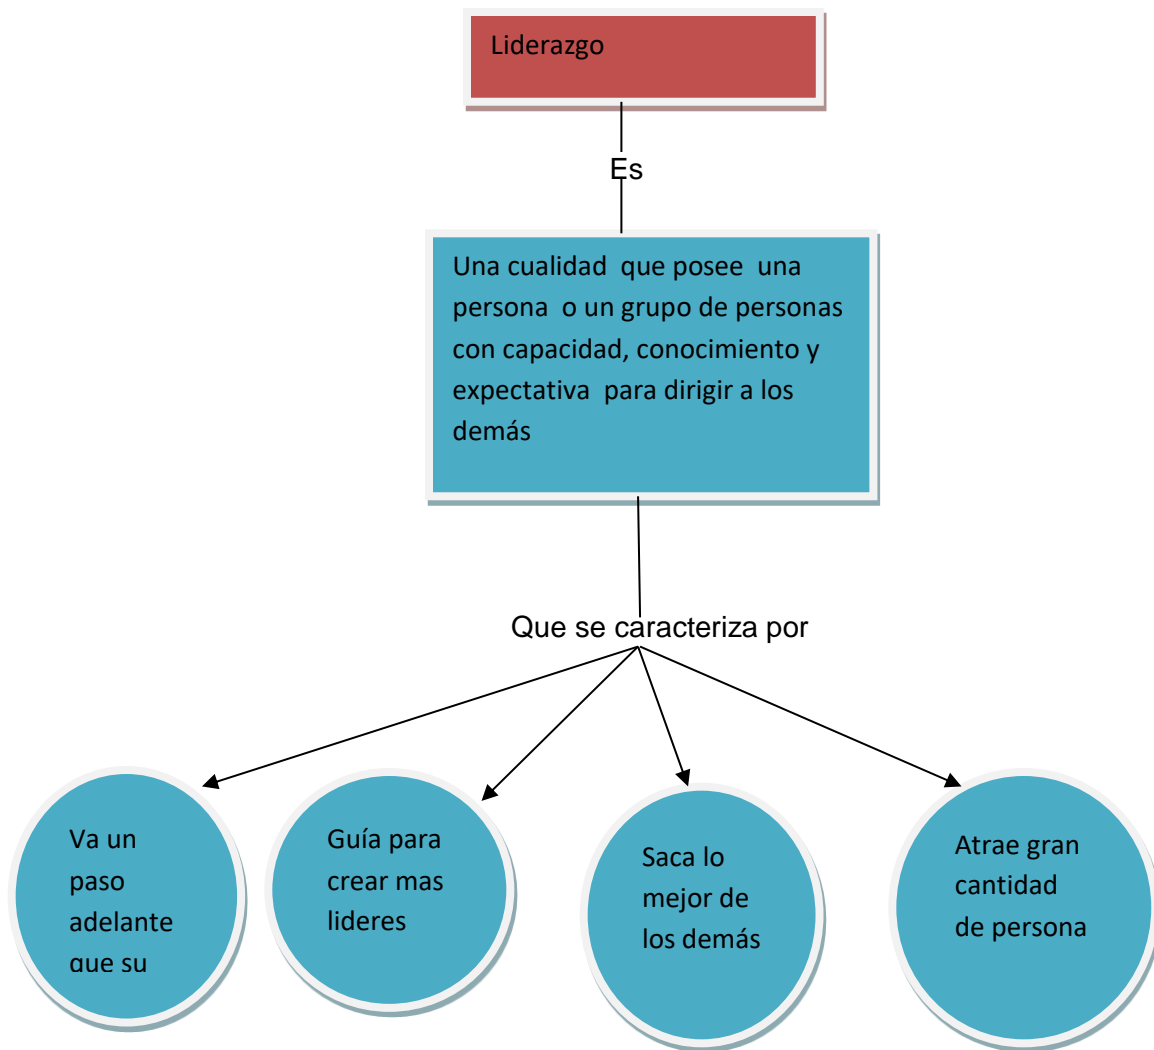 Liderazgo
Es
Una cualidad que posee una
persona o un grupo de personas
con capacidad, conocimiento y
expectativa para dirigir a los
demás
Que se caracteriza por
Va un
paso
adelante
que su
Guía para
crear mas
lideres
Saca lo
mejor de
los demás
Atrae gran
cantidad
de persona